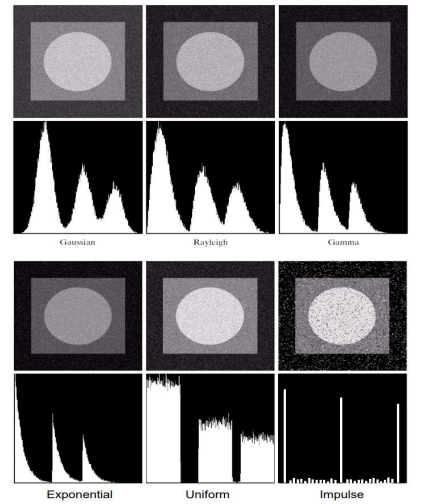 Gaussian Rayleigh Gamma
Exponential Uniform Impulse